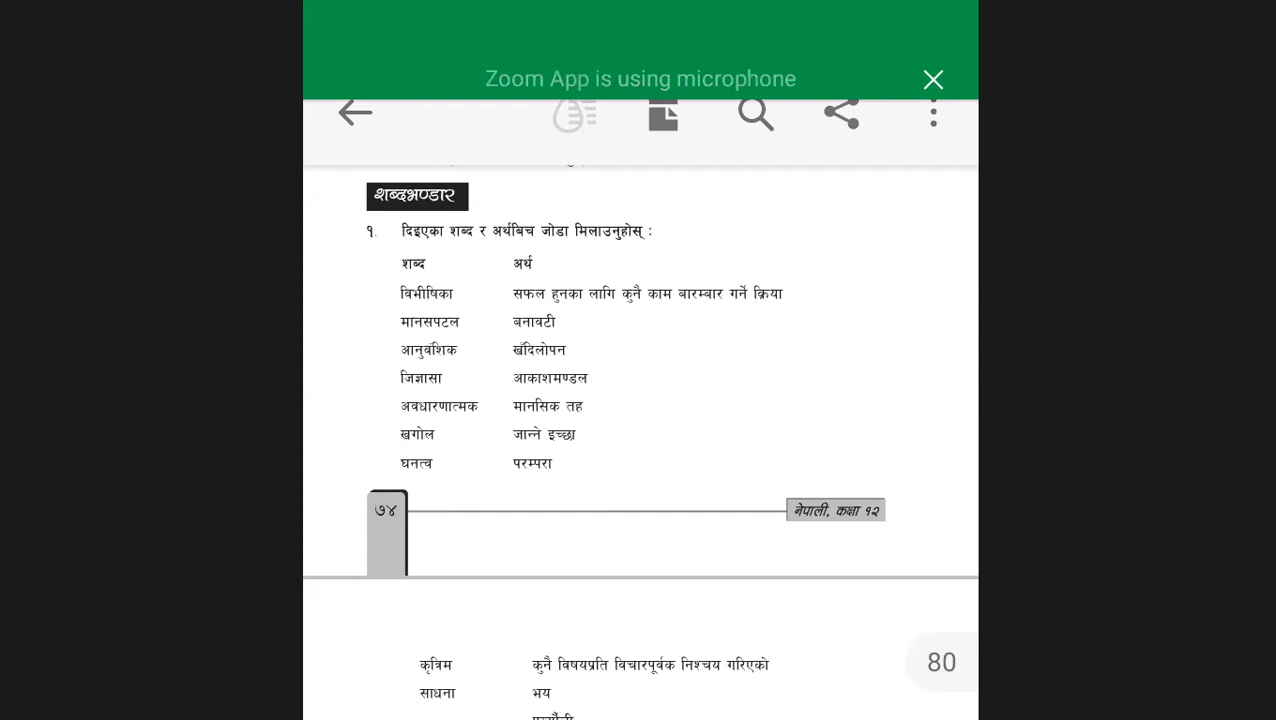 Zoom App is using microphone
शब्दभण्डार
१. दिइएका शब्द र अर्थबिच जोडा मिलाउनुहोस् :
शब्द अर्थ
विभीषिका सफल हुनका लागि कुनै काम बारम्बार गर्ने क्रिया
मानसपटल बनावटी
आनुवंशिक खँदिलोपन
जिज्ञासा आकाशमण्डल
अवधारणात्मक मानसिक तह
खगोल जान्ने इच्छा
घनत्व परम्परा
७४ नेपाली, कक्षा १२
80
कृत्रिम कुनै विषयप्रति विचारपूर्वक निश्चय गरिएको
साधना भय